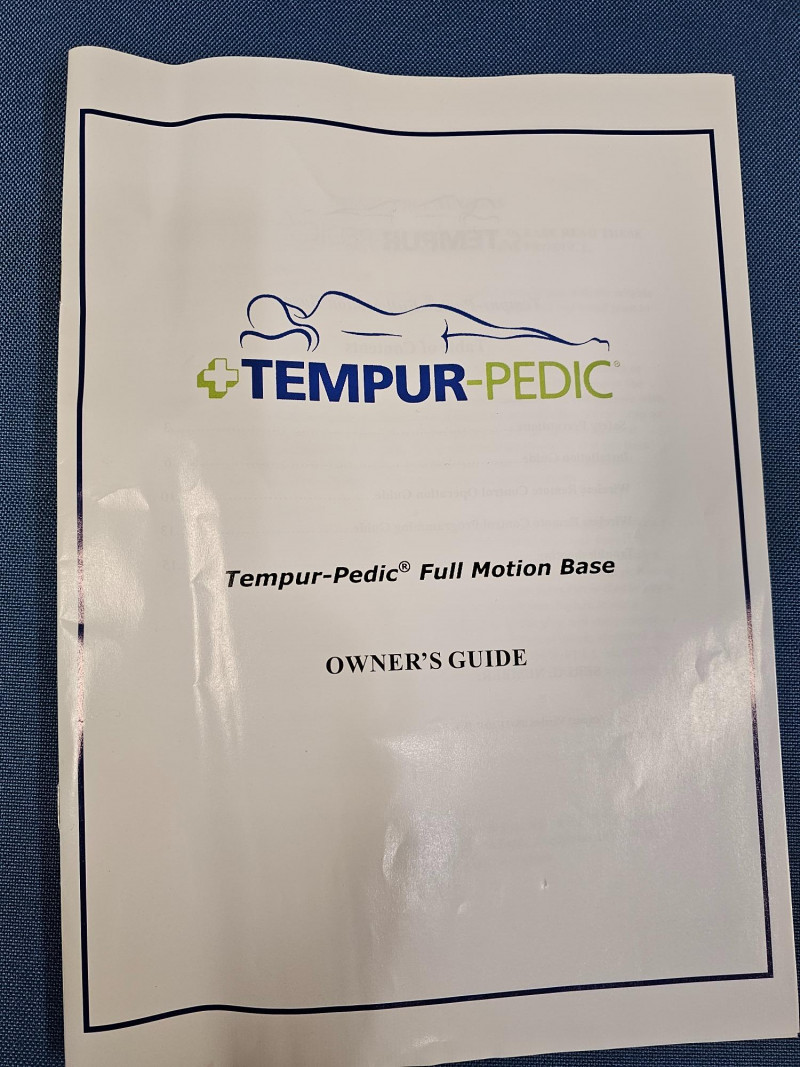 TEMPUR-PEDIC®
Tempur-Pedic® Full Motion Base
OWNER'S GUIDE